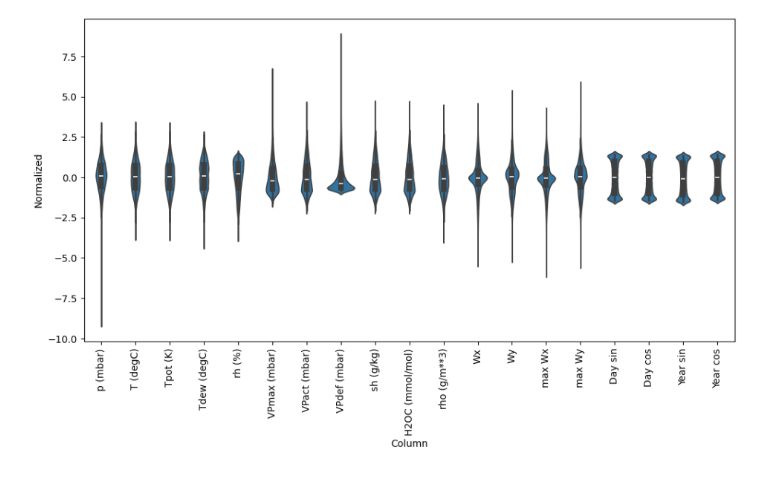 Normalized
7.5
5.0
2.5
0.0
−2.5
−5.0
−7.5
−10.0
p (mbar)
T (degC)
Tpot (K)
Tdew (degC)
rh (%)
VPmax (mbar)
VPact (mbar)
VPdef (mbar)
sh (g/kg)
H2OC (mmol/mol)
rho (g/m**3)
Wx
Wy
max Wx
max Wy
Day sin
Day cos
Year sin
Year cos
Column